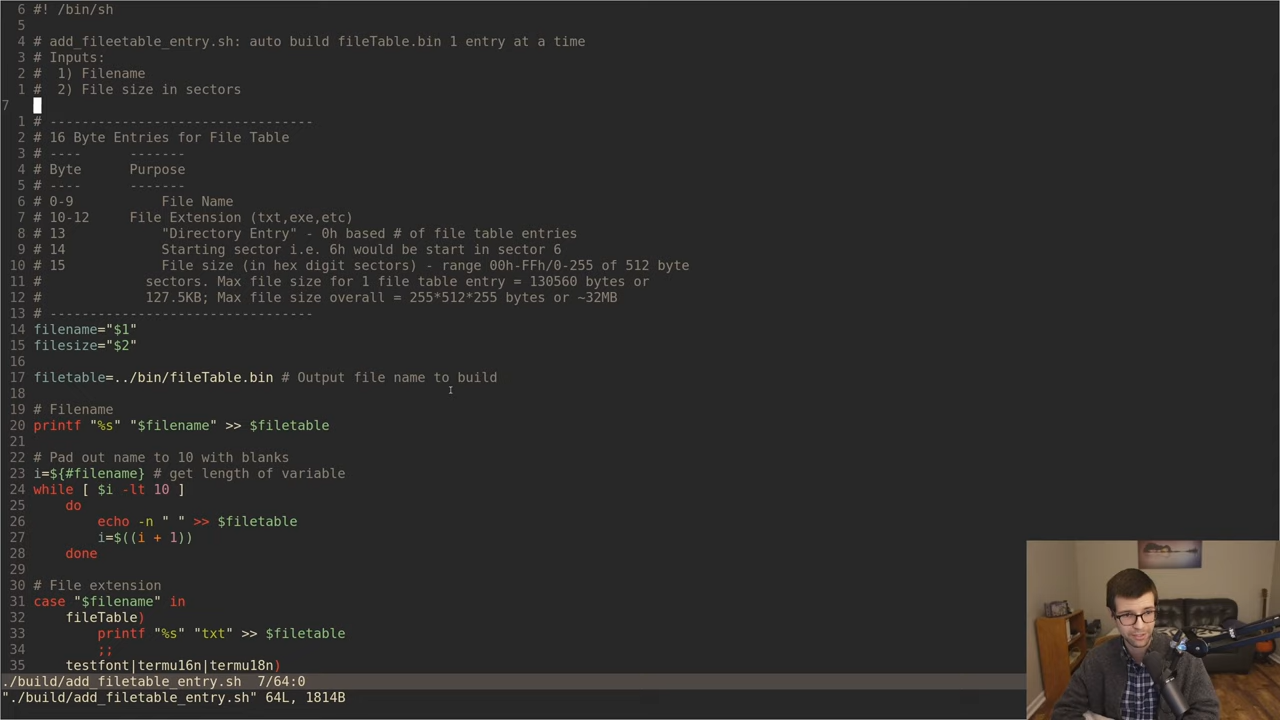 6 #! /bin/sh
5
4 # add_fileetable_entry.sh: auto build fileTable.bin 1 entry at a time
3 # Inputs:
2 #  1) Filename
1 #  2) File size in sectors
7
1 # ---------------------------------
2 # 16 Byte Entries for File Table
3 # ----      -------
4 # Byte      Purpose
5 # ----      -------
6 # 0-9           File Name
7 # 10-12     File Extension (txt,exe,etc)
8 # 13            "Directory Entry" - 0h based # of file table entries
9 # 14            Starting sector i.e. 6h would be start in sector 6
10 # 15            File size (in hex digit sectors) - range 00h-FFh/0-255 of 512 byte
11 #             sectors. Max file size for 1 file table entry = 130560 bytes or
12 #             127.5KB; Max file size overall = 255*512*255 bytes or ~32MB
13 # ---------------------------------
14 filename="$1"
15 filesize="$2"
16
17 filetable=../bin/fileTable.bin # Output file name to build
18
19 # Filename
20 printf "%s" "$filename" >> $filetable
21
22 # Pad out name to 10 with blanks
23 i=${#filename} # get length of variable
24 while [ $i -lt 10 ]
25     do
26         echo -n " " >> $filetable
27         i=$((i + 1))
28     done
29
30 # File extension
31 case "$filename" in
32     fileTable)
33         printf "%s" "txt" >> $filetable
34         ;;
35     testfont|termu16n|termu18n)
./build/add_filetable_entry.sh  7/64:0
"./build/add_filetable_entry.sh" 64L, 1814B